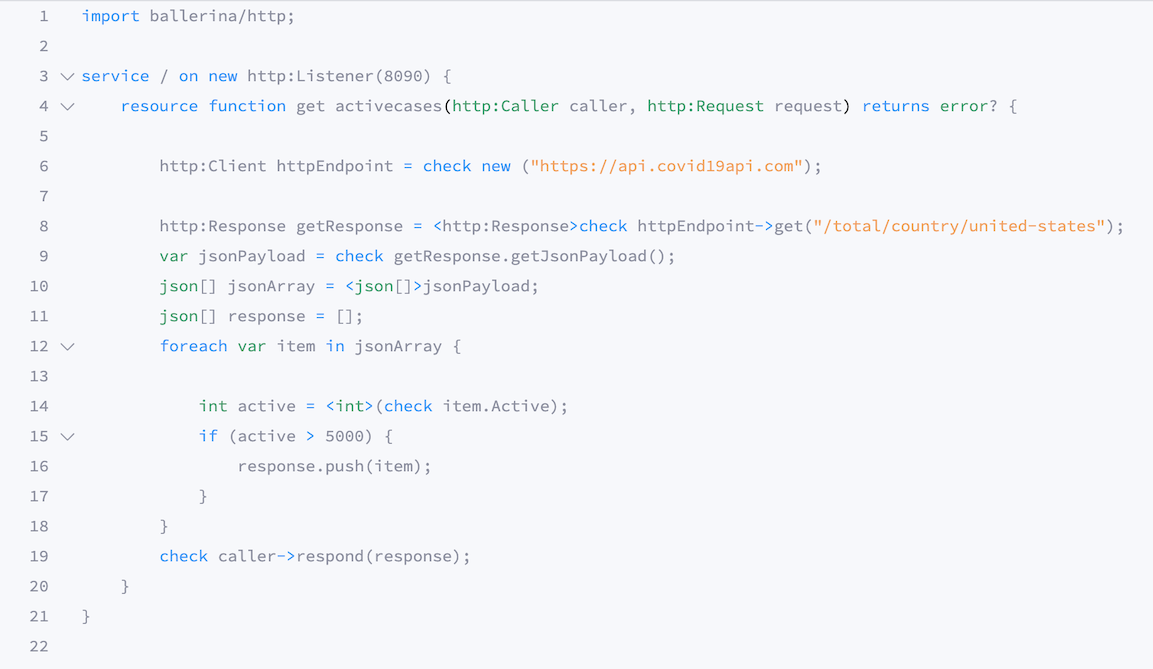 1 import ballerina/http;
2
3 service / on new http:Listener(8090) {
4     resource function get activecases(http:Caller caller, http:Request request) returns error? {
5
6         http:Client httpEndpoint = check new ("https://api.covid19api.com");
7
8         http:Response getResponse = <http:Response>check httpEndpoint->get("/total/country/united-states");
9         var jsonPayload = check getResponse.getJsonPayload();
10         json[] jsonArray = <json[]>jsonPayload;
11         json[] response = [];
12         foreach var item in jsonArray {
13
14             int active = <int>(check item.Active);
15             if (active > 5000) {
16                 response.push(item);
17             }
18         }
19         check caller->respond(response);
20     }
21 }
22